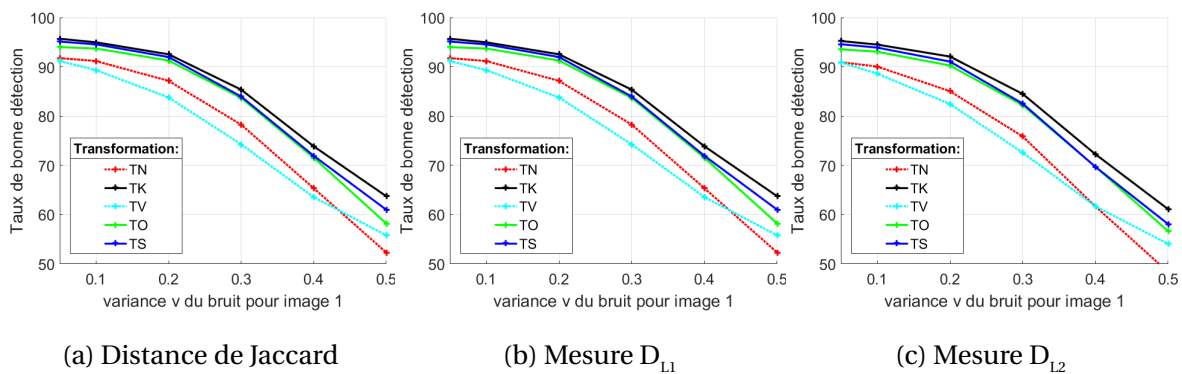 Taux de bonne détection
100
90
80
70
60
50
Transformation:
TN
TK
TV
TO
TS
0.1
0.2
0.3
0.4
0.5
variance v du bruit pour image 1
(a) Distance de Jaccard
Taux de bonne détection
100
90
80
70
60
50
Transformation:
TN
TK
TV
TO
TS
0.1
0.2
0.3
0.4
0.5
variance v du bruit pour image 1
(b) Mesure D_L1
Taux de bonne détection
100
90
80
70
60
50
Transformation:
TN
TK
TV
TO
TS
0.1
0.2
0.3
0.4
0.5
variance v du bruit pour image 1
(c) Mesure D_L2